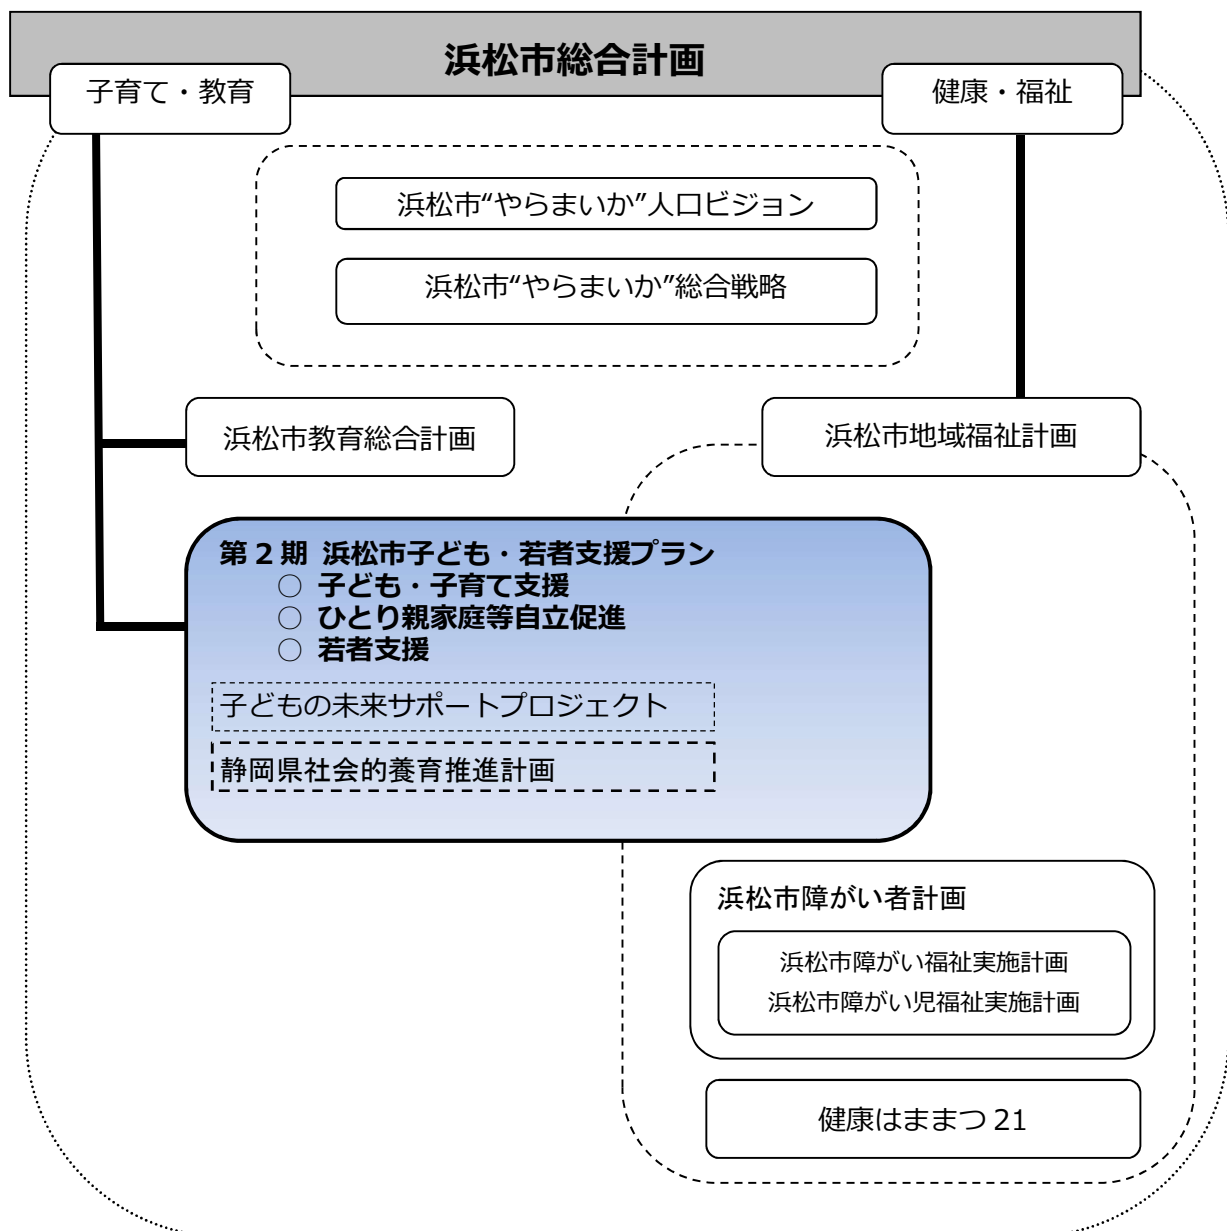 浜松市総合計画
子育て・教育
健康・福祉
浜松市“やらまいか”人口ビジョン
浜松市“やらまいか”総合戦略
浜松市教育総合計画
浜松市地域福祉計画
第２期 浜松市子ども・若者支援プラン
○ 子ども・子育て支援
○ ひとり親家庭等自立促進
○ 若者支援
子どもの未来サポートプロジェクト
静岡県社会的養育推進計画
浜松市障がい者計画
浜松市障がい福祉実施計画
浜松市障がい児福祉実施計画
健康はままつ 21